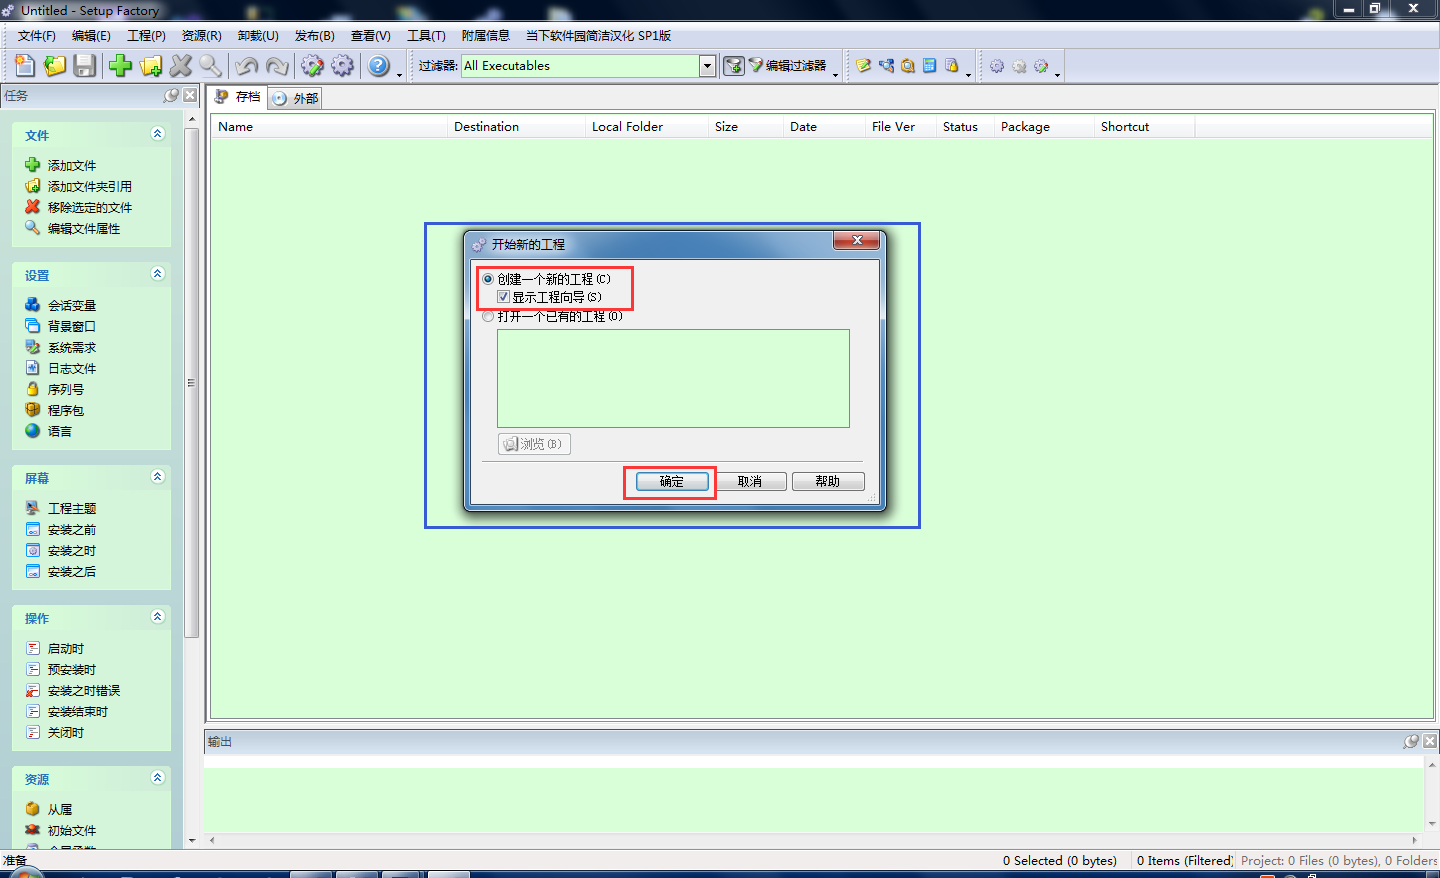 Untitled - Setup Factory
文件(F) 编辑(E) 工程(P) 资源(R) 卸载(U) 发布(B) 查看(V) 工具(T) 附属信息 当下软件园简洁汉化 SP1版
过滤器: All Executables 编辑过滤器
任务
存档 外部
Name Destination Local Folder Size Date File Ver Status Package Shortcut
文件
添加文件
添加文件夹引用
移除选定的文件
编辑文件属性
设置
会话变量
背景窗口
系统需求
日志文件
序列号
程序包
语言
屏幕
工程主题
安装之前
安装之时
安装之后
操作
启动时
预安装时
安装之时错误
安装结束时
关闭时
资源
从属
初始文件
开始新的工程
创建一个新的工程(C)
显示工程向导(S)
打开一个已有的工程(O)
浏览(B)
确定 取消 帮助
输出
准备
0 Selected (0 bytes) 0 Items (Filtered) Project: 0 Files (0 bytes), 0 Folders